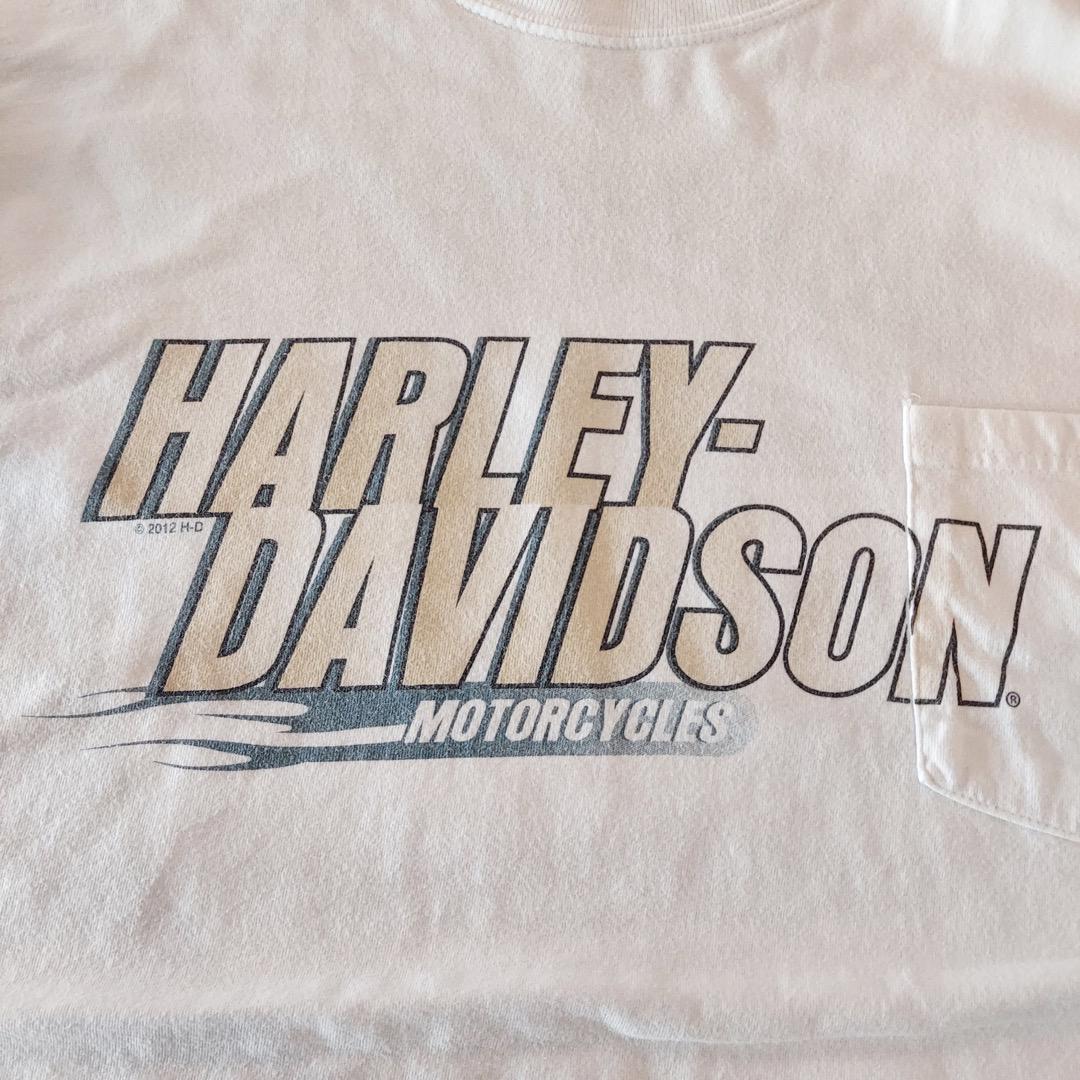 HARLEY-
© 2012 H-D
DAVIDSON®
MOTORCYCLES